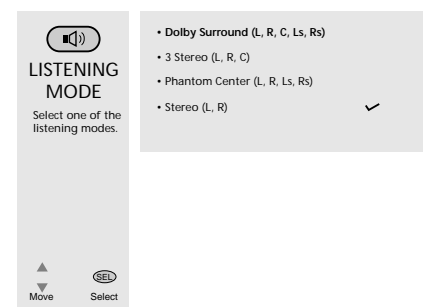 LISTENING
MODE
Select one of the
listening modes.
• Dolby Surround (L, R, C, Ls, Rs)
• 3 Stereo (L, R, C)
• Phantom Center (L, R, Ls, Rs)
• Stereo (L, R)
SEL
Move
Select